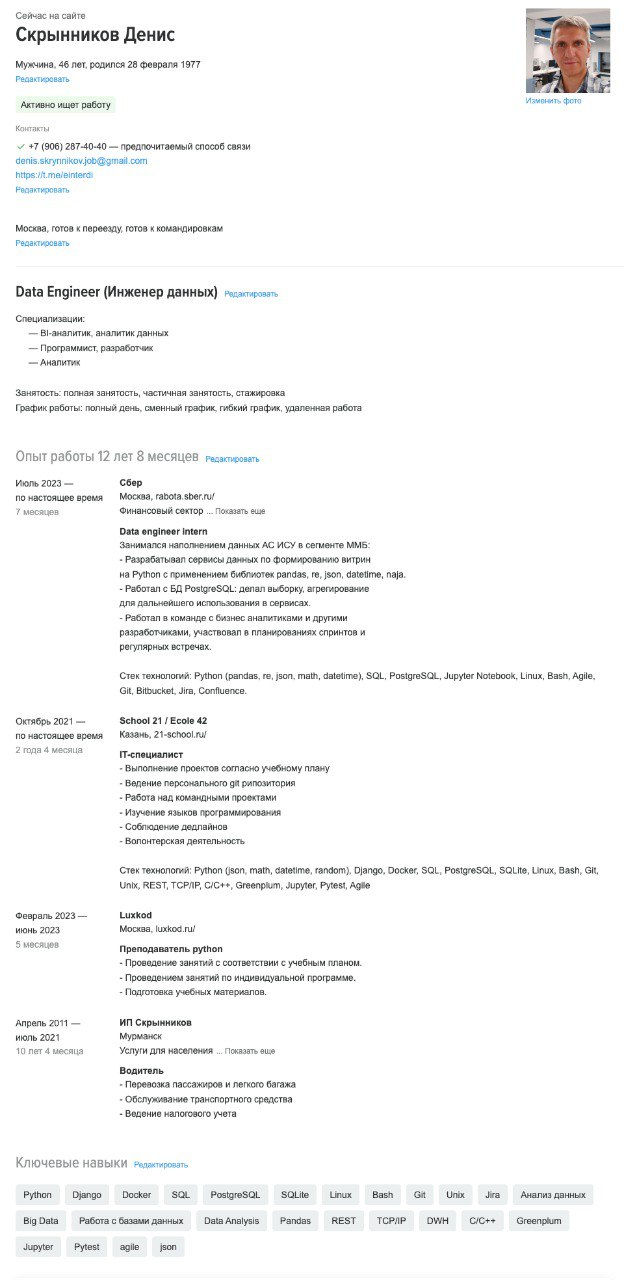 Сейчас на сайте
Скрынников Денис
Мужчина, 46 лет, родился 28 февраля 1977
Редактировать
Изменить фото
Активно ищет работу
Контакты
+7 (906) 287-40-40 — предпочитаемый способ связи
denis.skrynnikov.job@gmail.com
https://t.me/einterdi
Редактировать
Москва, готов к переезду, готов к командировкам
Редактировать
Data Engineer (Инженер данных) Редактировать
Специализации:
— BI-аналитик, аналитик данных
— Программист, разработчик
— Аналитик
Занятость: полная занятость, частичная занятость, стажировка
График работы: полный день, сменный график, гибкий график, удаленная работа
Опыт работы 12 лет 8 месяцев Редактировать
Июль 2023 —
по настоящее время
7 месяцев
Сбер
Москва, rabota.sber.ru/
Финансовый сектор ... Показать еще
Data engineer intern
Занимался наполнением данных АС ИСУ в сегменте ММБ:
- Разрабатывал сервисы данных по формированию витрин
на Python с применением библиотек pandas, re, json, datetime, naja.
- Работал с БД PostgreSQL: делал выборку, агрегирование
для дальнейшего использования в сервисах.
- Работал в команде с бизнес аналитиками и другими
разработчиками, участвовал в планированиях спринтов и
регулярных встречах.
Стек технологий: Python (pandas, re, json, math, datetime), SQL, PostgreSQL, Jupyter Notebook, Linux, Bash, Agile,
Git, Bitbucket, Jira, Confluence.
Октябрь 2021 —
по настоящее время
2 года 4 месяца
School 21 / Ecole 42
Казань, 21-school.ru/
IT-специалист
- Выполнение проектов согласно учебному плану
- Ведение персонального git рипозитория
- Работа над командными проектами
- Изучение языков программирования
- Соблюдение дедлайнов
- Волонтерская деятельность
Стек технологий: Python (json, math, datetime, random), Django, Docker, SQL, PostgreSQL, SQLite, Linux, Bash, Git,
Unix, REST, TCP/IP, C/C++, Greenplum, Jupyter, Pytest, Agile
Февраль 2023 —
июнь 2023
5 месяцев
Luxkod
Москва, luxkod.ru/
Преподаватель python
- Проведение занятий с соответствии с учебным планом.
- Проведением занятий по индивидуальной программе.
- Подготовка учебных материалов.
Апрель 2011 —
июль 2021
10 лет 4 месяца
ИП Скрынников
Мурманск
Услуги для населения ... Показать еще
Водитель
- Перевозка пассажиров и легкого багажа
- Обслуживание транспортного средства
- Ведение налогового учета
Ключевые навыки Редактировать
Python Django Docker SQL PostgreSQL SQLite Linux Bash Git Unix Jira Анализ данных
Big Data Работа с базами данных Data Analysis Pandas REST TCP/IP DWH C/C++ Greenplum
Jupyter Pytest agile json